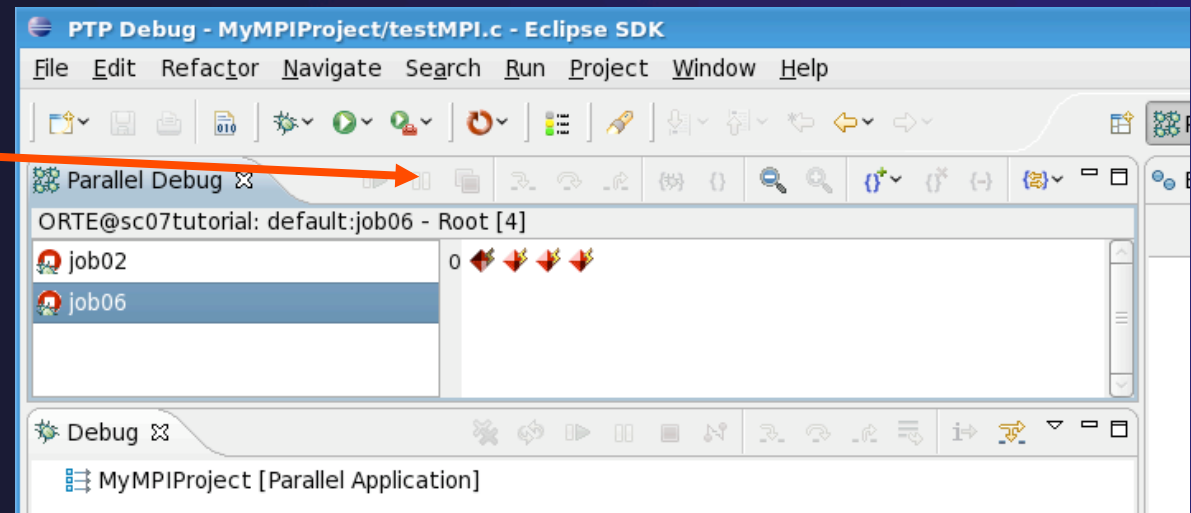 PTP Debug - MyMPIProject/testMPI.c - Eclipse SDK
File Edit Refactor Navigate Search Run Project Window Help
010
Parallel Debug
ORTE@sc07tutorial: default:job06 - Root [4]
job02
0
job06
Debug
MyMPIProject [Parallel Application]